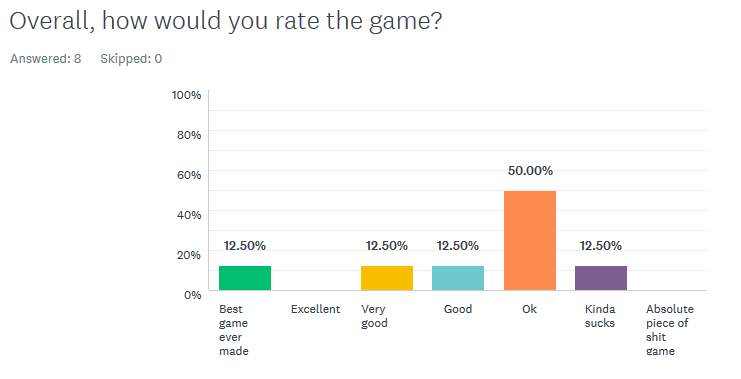 Overall, how would you rate the game?
Answered: 8 Skipped: 0
100%
80%
60%
40%
20%
0%
12.50%
12.50%
12.50%
50.00%
12.50%
Best
game
ever
made
Excellent
Very
good
Good
Ok
Kinda
sucks
Absolute
piece of
shit
game